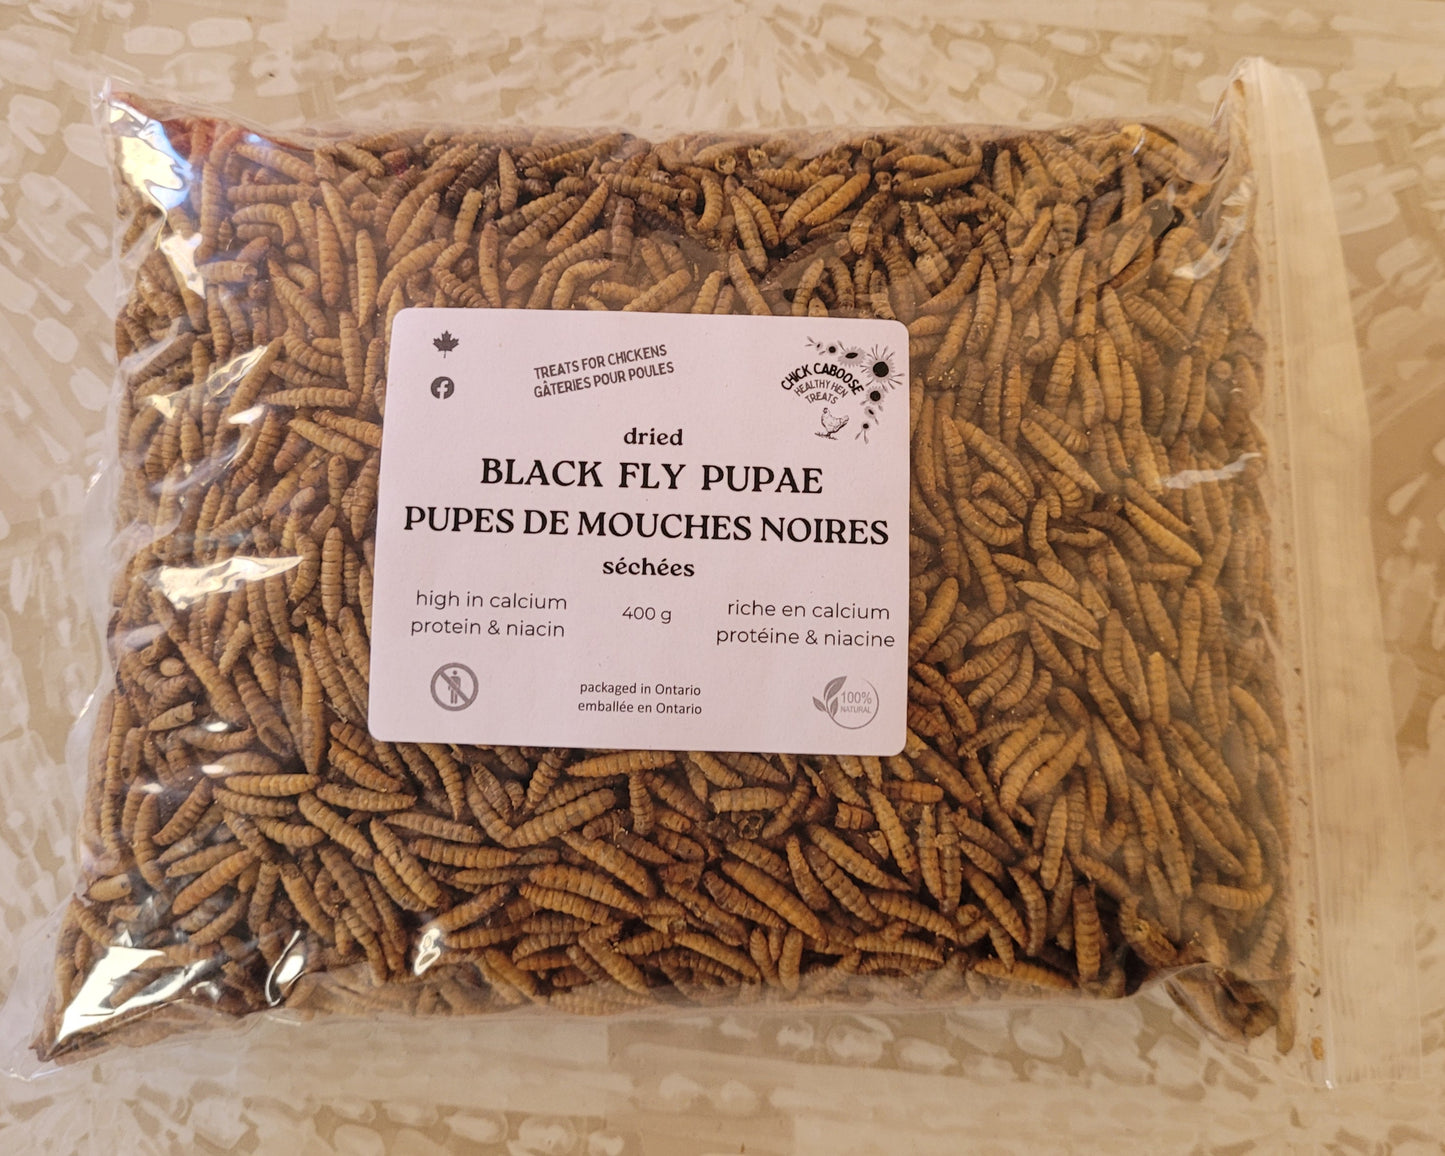 TREATS FOR CHICKENS
GÂTERIES POUR POULES
CHICK CABOOSE
HEALTHY HEN
TREATS
dried
BLACK FLY PUPAE
PUPES DE MOUCHES NOIRES
séchées
high in calcium
protein & niacin
400 g
riche en calcium
protéine & niacine
packaged in Ontario
emballée en Ontario
100%
NATURAL